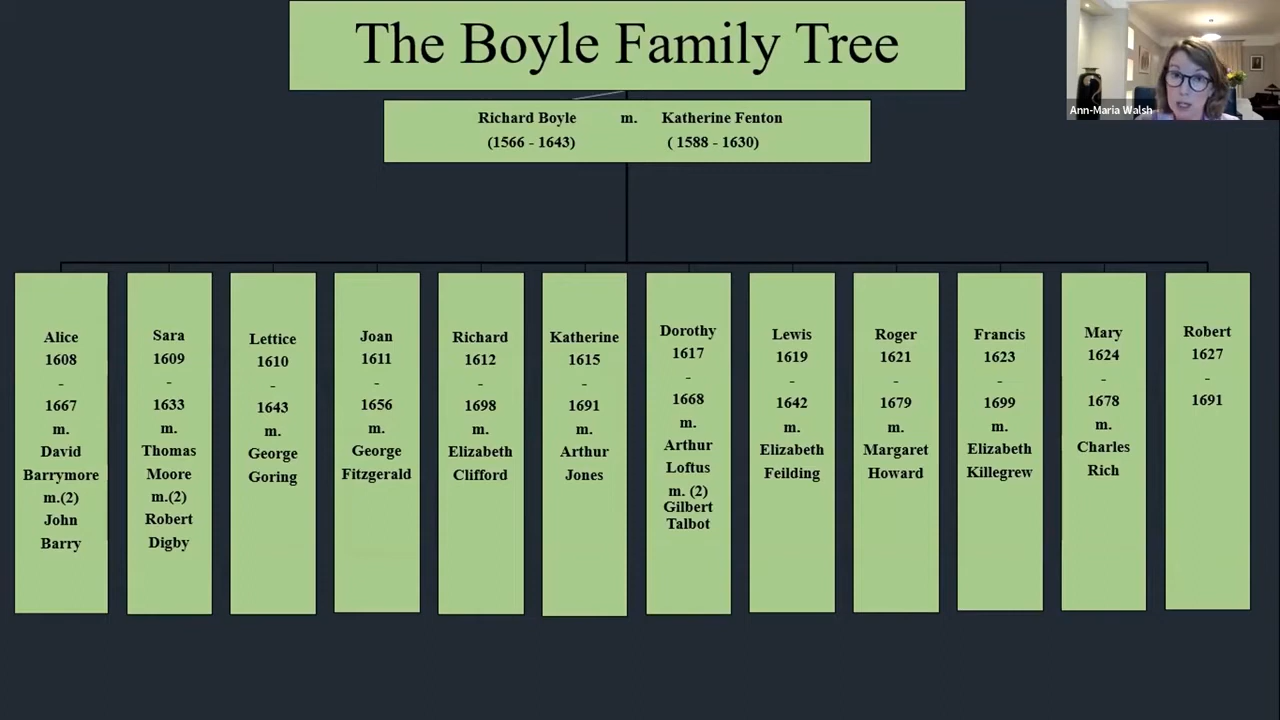 The Boyle Family Tree
Ann-Maria Walsh
Richard Boyle m. Katherine Fenton
(1566 - 1643) ( 1588 - 1630)
Alice
1608
-
1667
m.
David
Barrymore
m.(2)
John
Barry
Sara
1609
-
1633
m.
Thomas
Moore
m.(2)
Robert
Digby
Lettice
1610
-
1643
m.
George
Goring
Joan
1611
-
1656
m.
George
Fitzgerald
Richard
1612
-
1698
m.
Elizabeth
Clifford
Katherine
1615
-
1691
m.
Arthur
Jones
Dorothy
1617
-
1668
m.
Arthur
Loftus
m. (2)
Gilbert
Talbot
Lewis
1619
-
1642
m.
Elizabeth
Feilding
Roger
1621
-
1679
m.
Margaret
Howard
Francis
1623
-
1699
m.
Elizabeth
Killegrew
Mary
1624
-
1678
m.
Charles
Rich
Robert
1627
-
1691